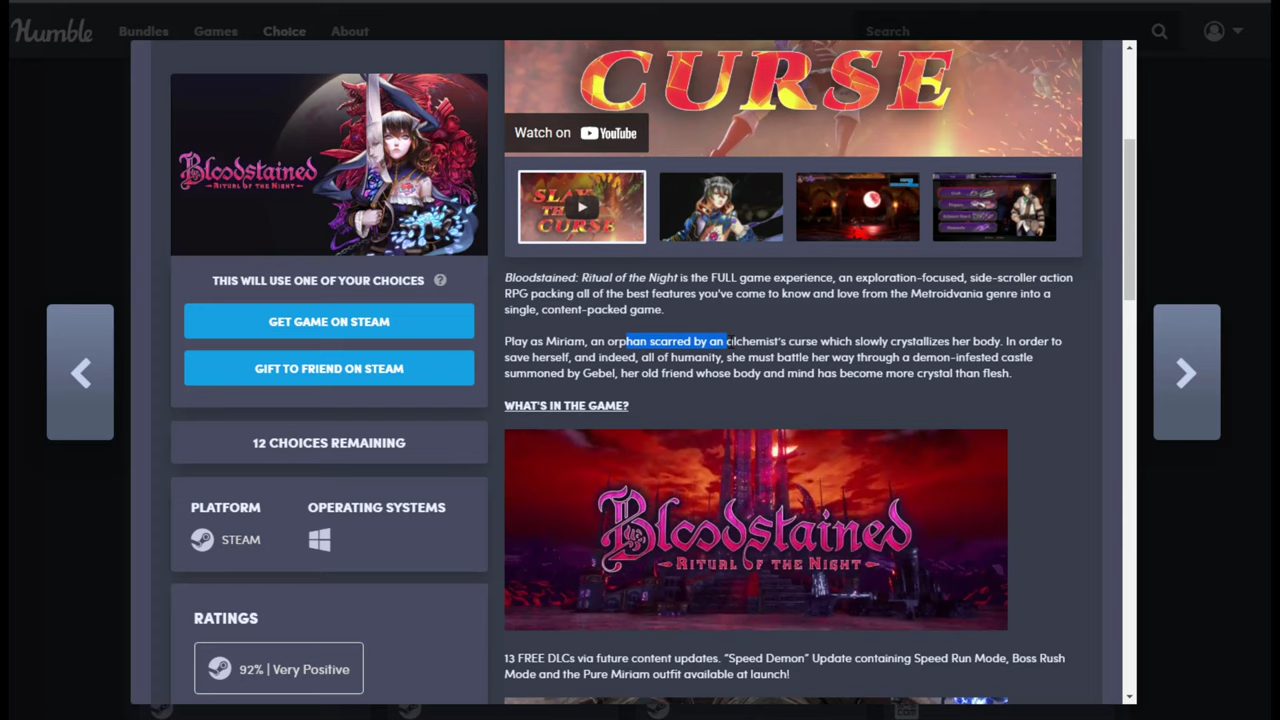 Humble
Bundles Games Choice About
Search
CURSE
Watch on YouTube
Bloodstained
RITUAL OF THE NIGHT
SLAY
THE
CURSE
THIS WILL USE ONE OF YOUR CHOICES ?
GET GAME ON STEAM
GIFT TO FRIEND ON STEAM
12 CHOICES REMAINING
PLATFORM OPERATING SYSTEMS
STEAM
RATINGS
92% | Very Positive
Bloodstained: Ritual of the Night is the FULL game experience, an exploration-focused, side-scroller action
RPG packing all of the best features you've come to know and love from the Metroidvania genre into a
single, content-packed game.
Play as Miriam, an orphan scarred by an alchemist's curse which slowly crystallizes her body. In order to
save herself, and indeed, all of humanity, she must battle her way through a demon-infested castle
summoned by Gebel, her old friend whose body and mind has become more crystal than flesh.
WHAT'S IN THE GAME?
Bloodstained
RITUAL OF THE NIGHT
13 FREE DLCs via future content updates. "Speed Demon" Update containing Speed Run Mode, Boss Rush
Mode and the Pure Miriam outfit available at launch!